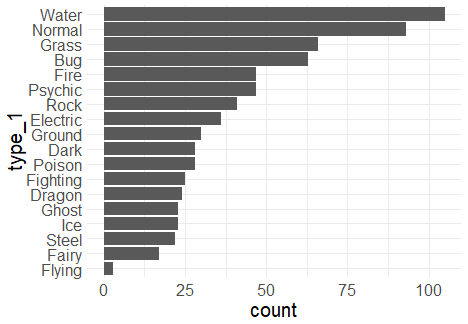 Water
Normal
Grass
Bug
Fire
Psychic
Rock
Electric
Ground
Dark
Poison
Fighting
Dragon
Ghost
Ice
Steel
Fairy
Flying
type_1
0 25 50 75 100
count